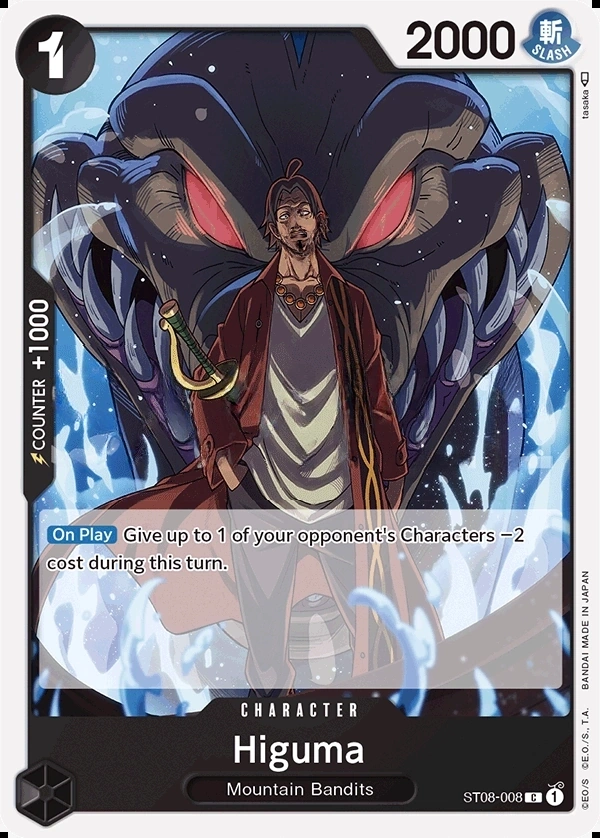 1
2000
斬
SLASH
tasaka
COUNTER +1000
On Play Give up to 1 of your opponent's Characters −2
cost during this turn.
CHARACTER
Higuma
Mountain Bandits
ST08-008 C 1
©EO/S ©E.O./S., T.A. BANDAI MADE IN JAPAN